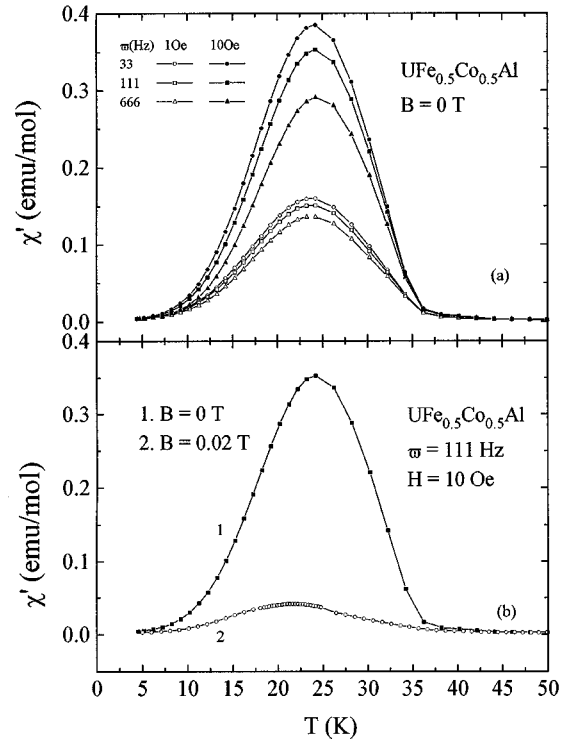 ϖ(Hz) 1Oe 10Oe
33
111
666
UFe0.5Co0.5Al
B = 0 T
0.4
0.3
0.2
0.1
0.0
χ' (emu/mol)
(a)
0.4
0.3
0.2
0.1
0.0
χ' (emu/mol)
1. B = 0 T
2. B = 0.02 T
UFe0.5Co0.5Al
ϖ = 111 Hz
H = 10 Oe
1
2
(b)
0 5 10 15 20 25 30 35 40 45 50
T (K)